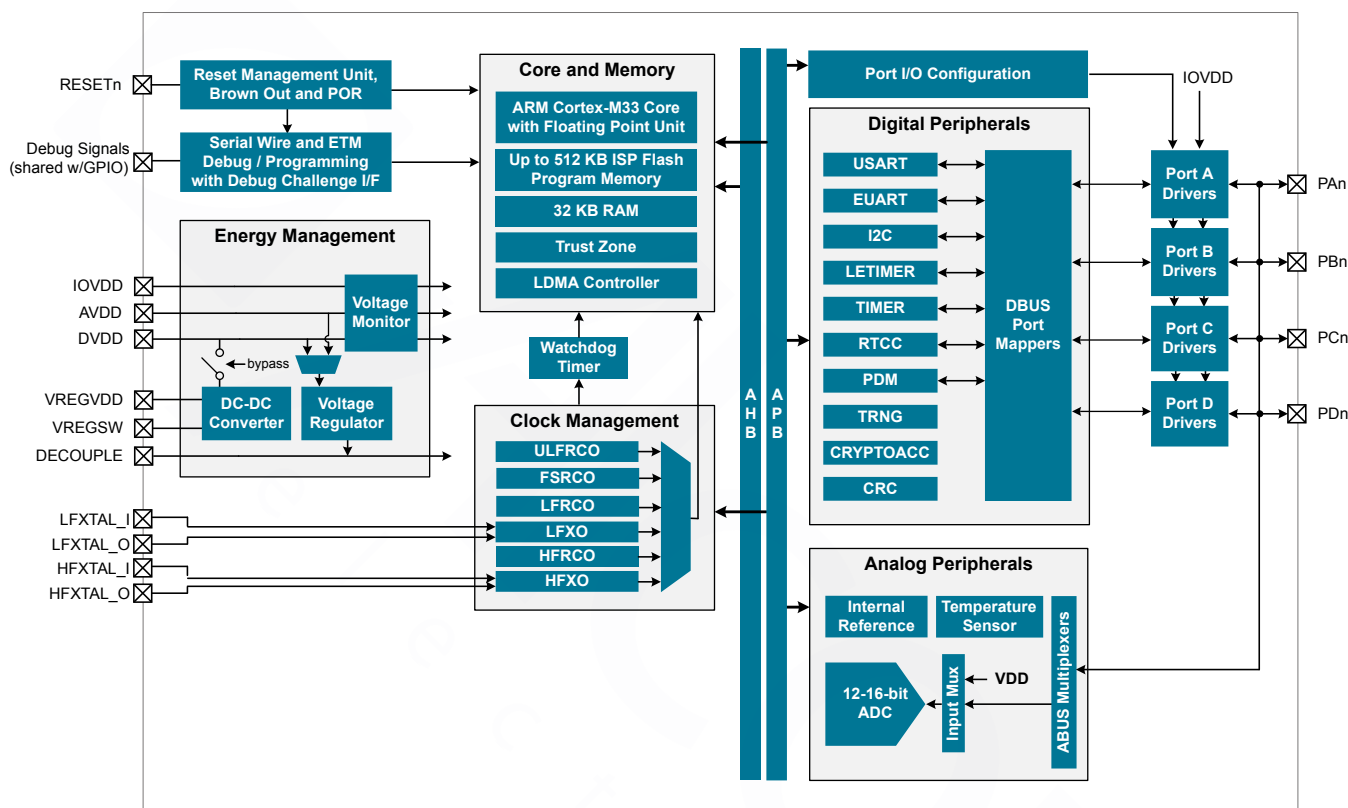 RESETn
Debug Signals
(shared w/GPIO)
Reset Management Unit,
Brown Out and POR
Serial Wire and ETM
Debug / Programming
with Debug Challenge I/F
Energy Management
IOVDD
AVDD
DVDD
VREGVDD
VREGSW
DECOUPLE
Voltage
Monitor
bypass
DC-DC
Converter
Voltage
Regulator
LFXTAL_I
LFXTAL_O
HFXTAL_I
HFXTAL_O
Core and Memory
ARM Cortex-M33 Core
with Floating Point Unit
Up to 512 KB ISP Flash
Program Memory
32 KB RAM
Trust Zone
LDMA Controller
Watchdog
Timer
Clock Management
ULFRCO
FSRCO
LFRCO
LFXO
HFRCO
HFXO
AHB
APB
Port I/O Configuration
IOVDD
Digital Peripherals
USART
EUART
I2C
LETIMER
TIMER
RTCC
PDM
TRNG
CRYPTOACC
CRC
DBUS
Port
Mappers
Port A
Drivers
Port B
Drivers
Port C
Drivers
Port D
Drivers
PAn
PBn
PCn
PDn
Analog Peripherals
Internal
Reference
Temperature
Sensor
12-16-bit
ADC
Input Mux
VDD
ABUS Multiplexers